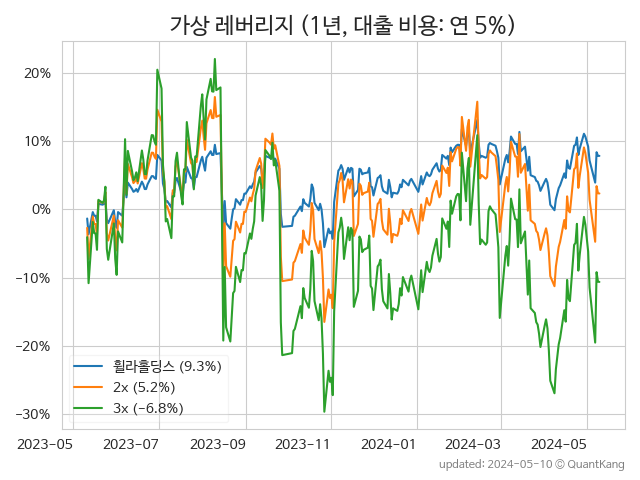 가상 레버리지 (1년, 대출 비용: 연 5%)
20%
10%
0%
−10%
−20%
−30%
휠라홀딩스 (9.3%)
2x (5.2%)
3x (−6.8%)
2023-05
2023-07
2023-09
2023-11
2024-01
2024-03
2024-05
updated: 2024-05-10 ⓒ QuantKang